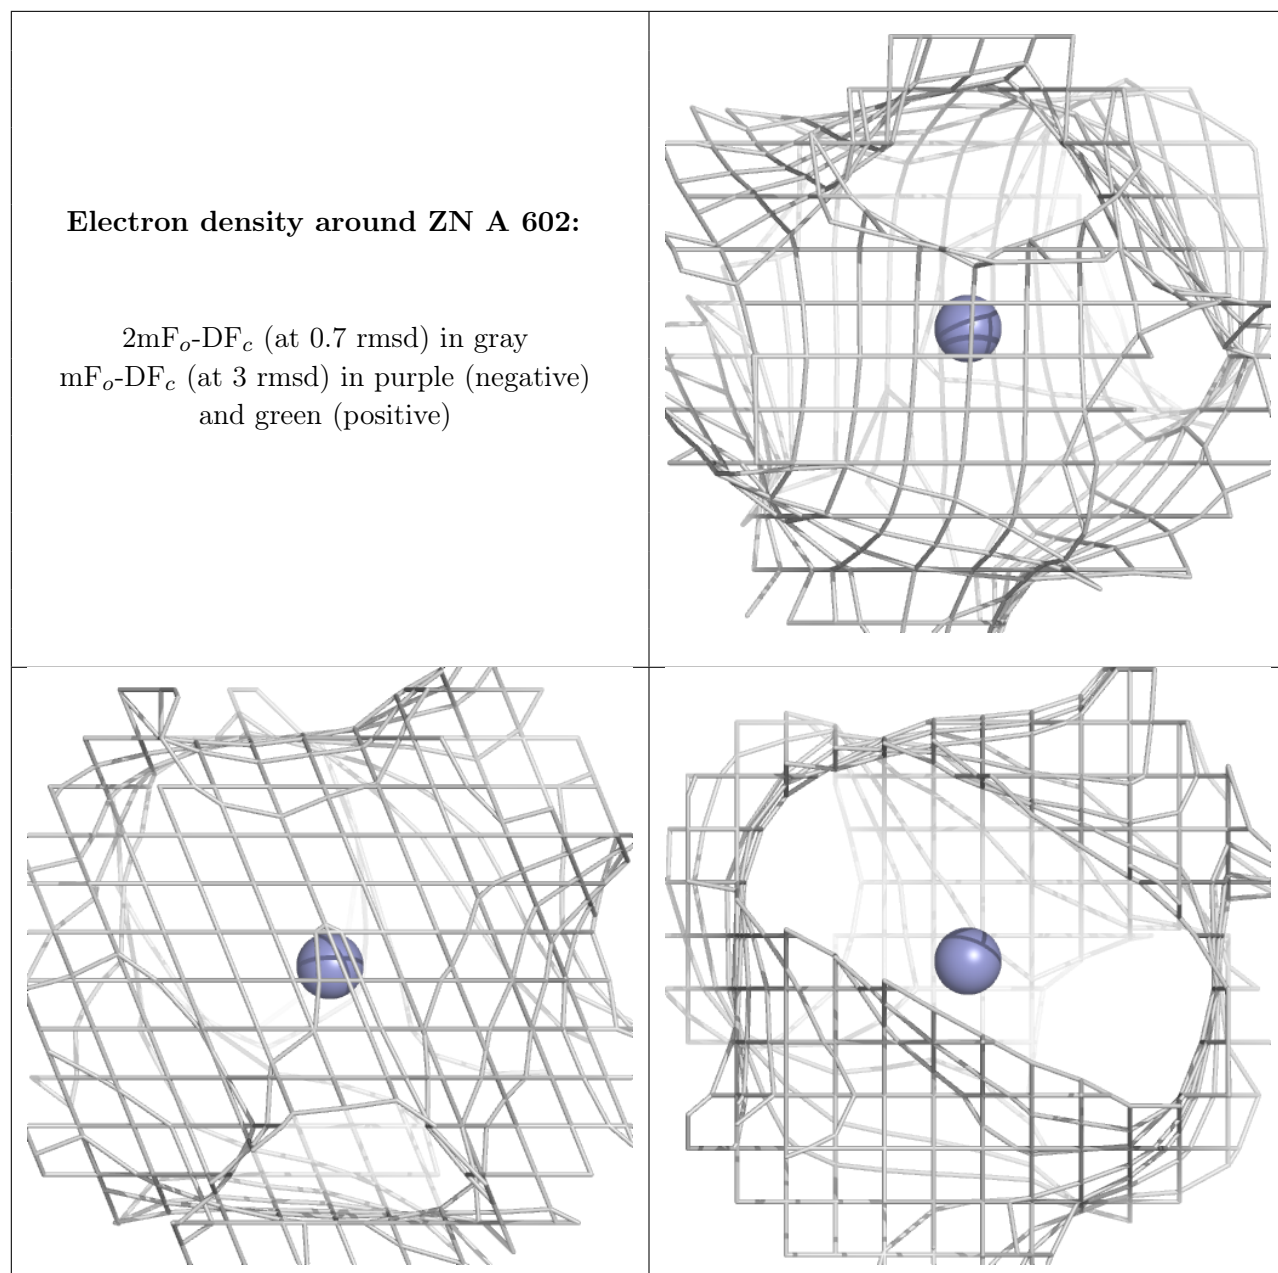 Electron density around ZN A 602:
2mFo-DFc (at 0.7 rmsd) in gray
mFo-DFc (at 3 rmsd) in purple (negative)
and green (positive)